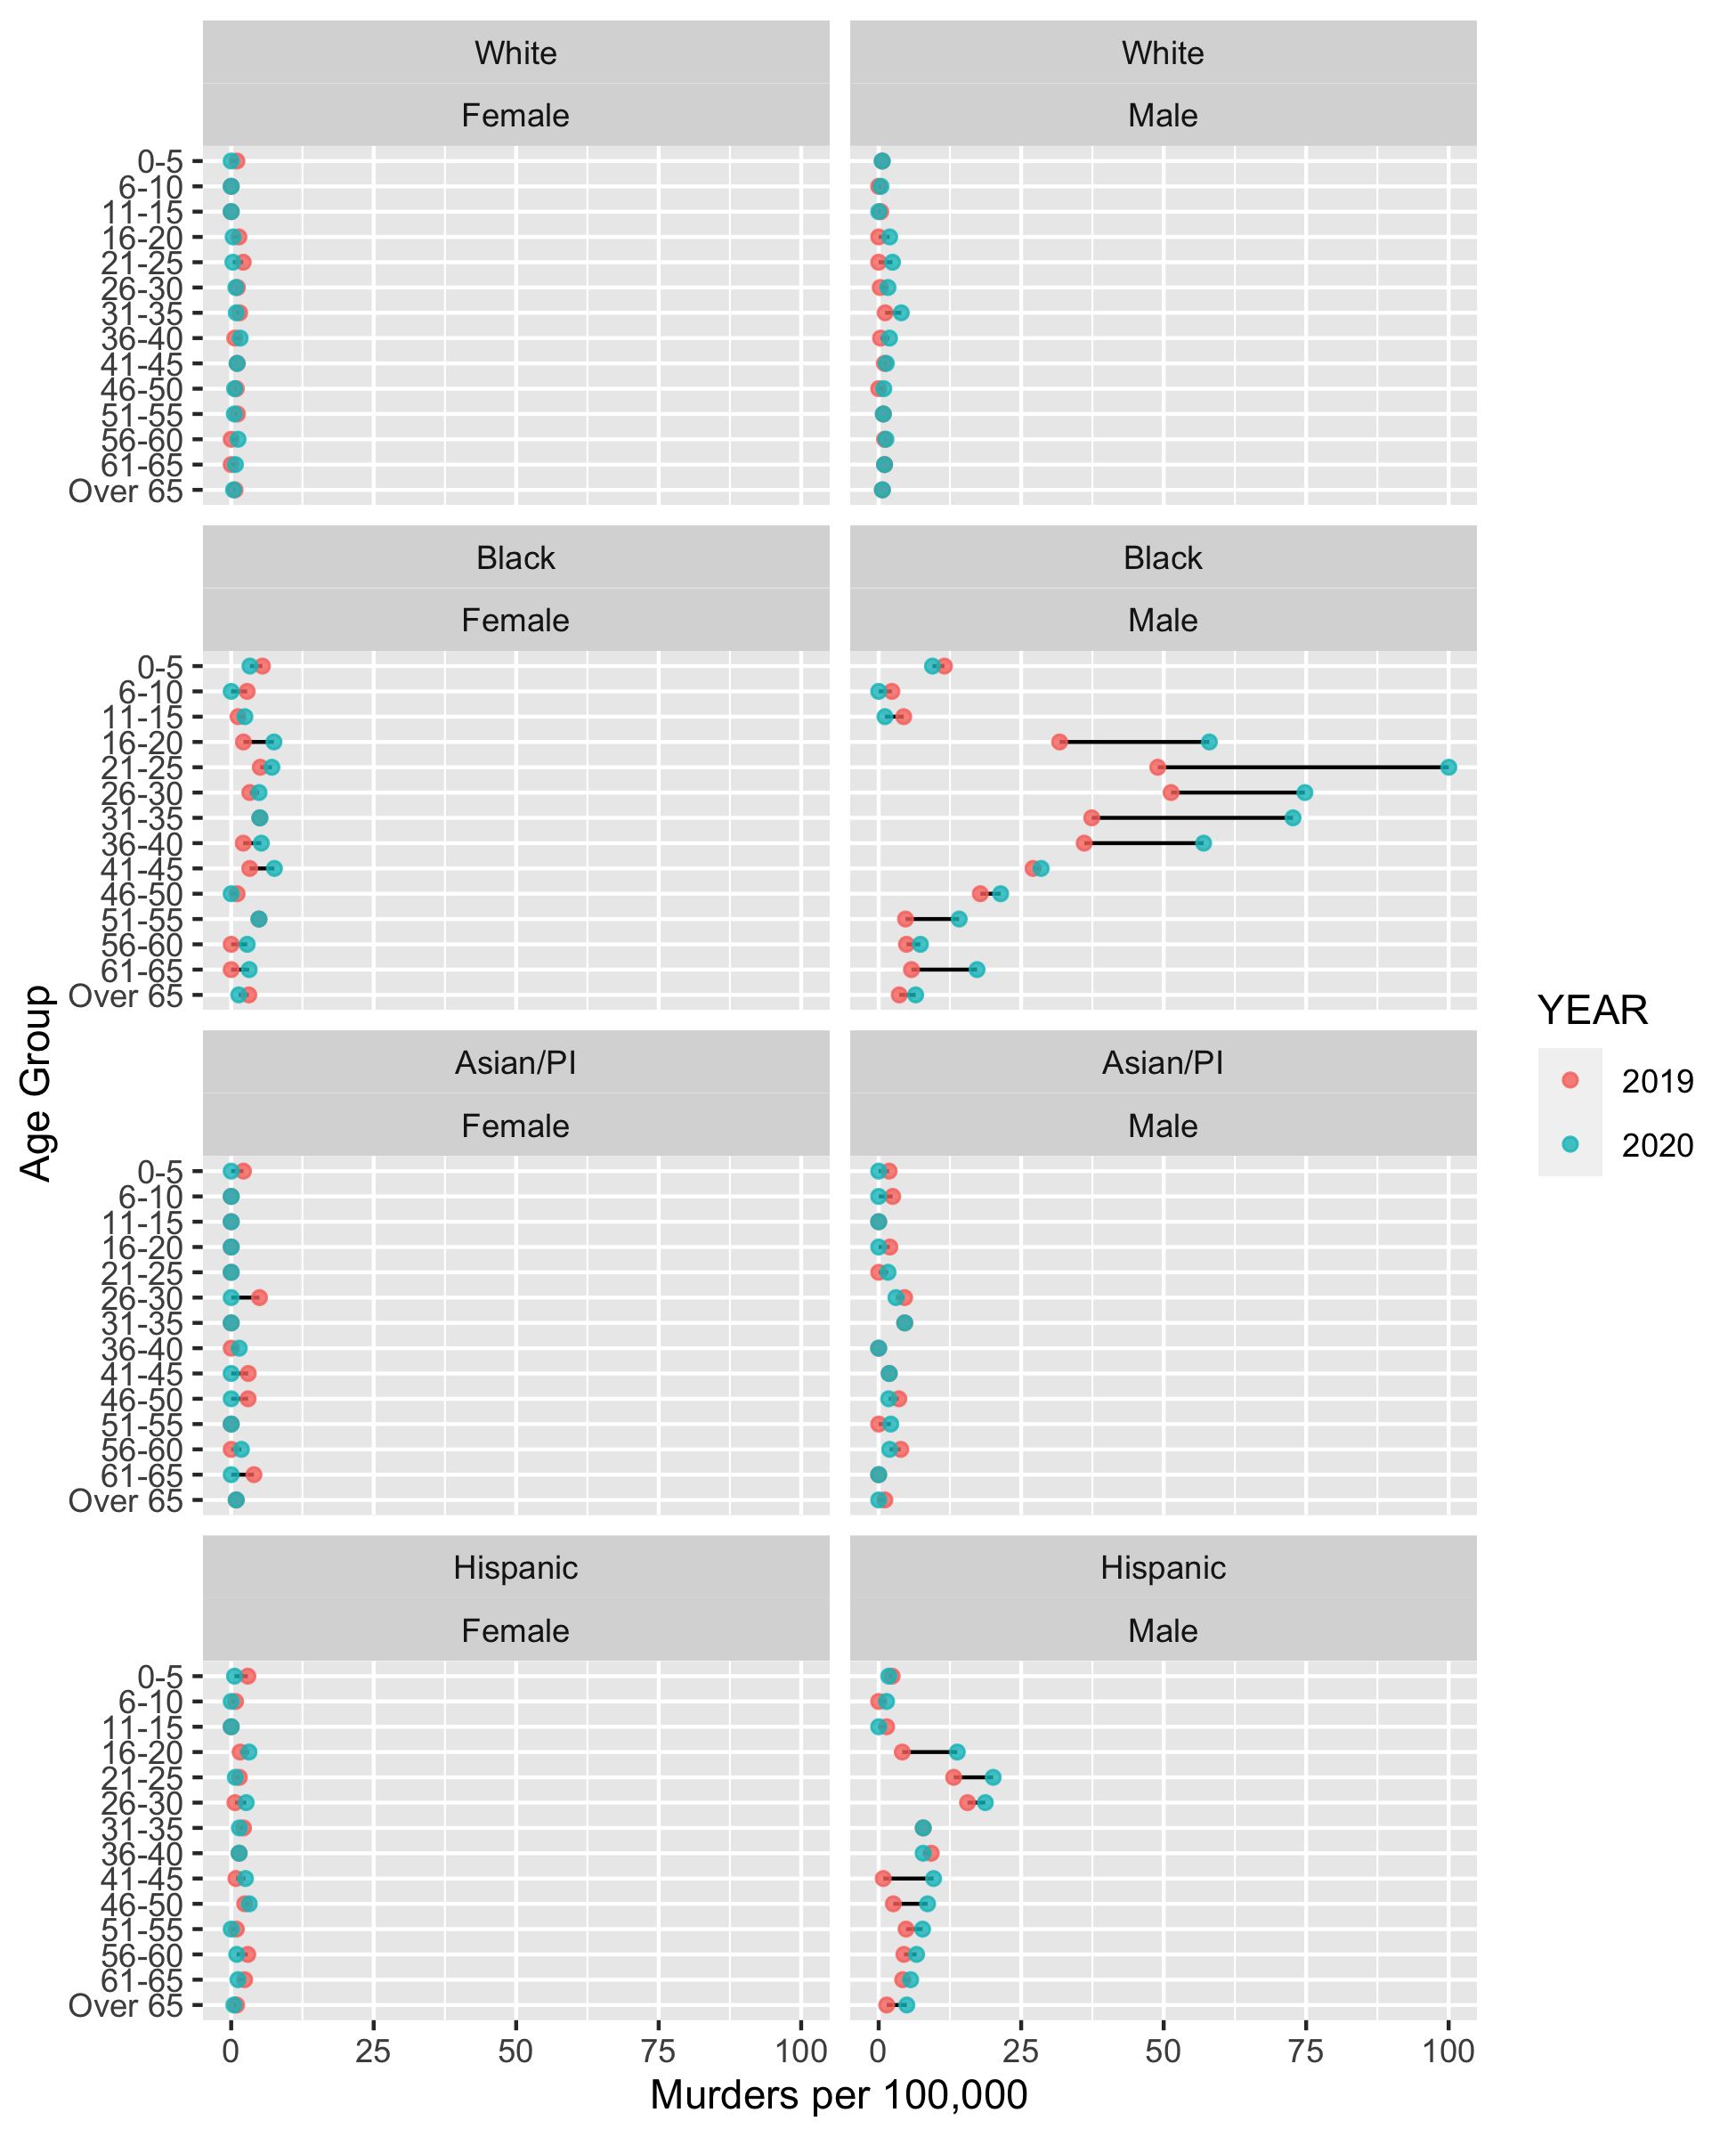 White
White
Female
Male
0-5
6-10
11-15
16-20
21-25
26-30
31-35
36-40
41-45
46-50
51-55
56-60
61-65
Over 65
Black
Black
Female
Male
0-5
6-10
11-15
16-20
21-25
26-30
31-35
36-40
41-45
46-50
51-55
56-60
61-65
Over 65
Asian/PI
Asian/PI
Female
Male
0-5
6-10
11-15
16-20
21-25
26-30
31-35
36-40
41-45
46-50
51-55
56-60
61-65
Over 65
Hispanic
Hispanic
Female
Male
0-5
6-10
11-15
16-20
21-25
26-30
31-35
36-40
41-45
46-50
51-55
56-60
61-65
Over 65
0 25 50 75 100
0 25 50 75 100
Murders per 100,000
Age Group
YEAR
2019
2020